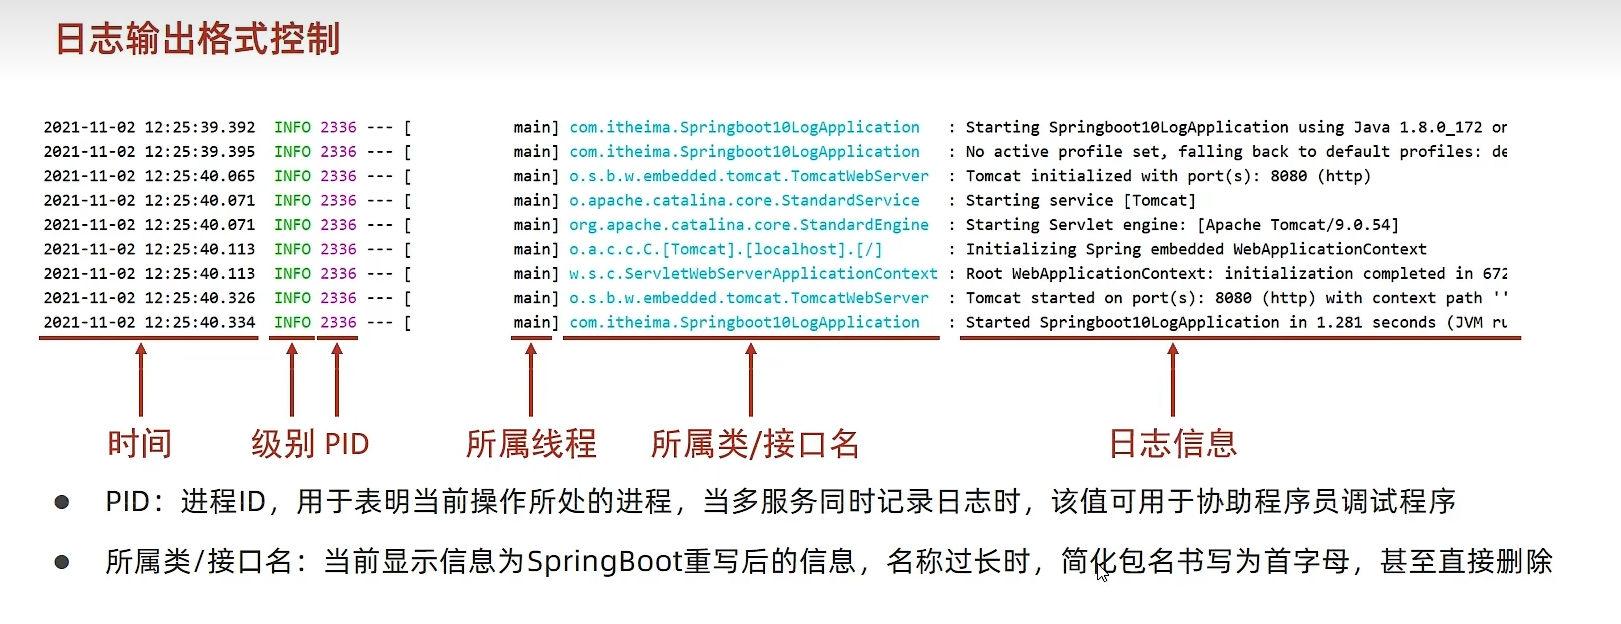 日志输出格式控制
2021-11-02 12:25:39.392  INFO 2336 --- [           main] com.itheima.Springboot10LogApplication   : Starting Springboot10LogApplication using Java 1.8.0_172 or
2021-11-02 12:25:39.395  INFO 2336 --- [           main] com.itheima.Springboot10LogApplication   : No active profile set, falling back to default profiles: de
2021-11-02 12:25:40.065  INFO 2336 --- [           main] o.s.b.w.embedded.tomcat.TomcatWebServer  : Tomcat initialized with port(s): 8080 (http)
2021-11-02 12:25:40.071  INFO 2336 --- [           main] o.apache.catalina.core.StandardService   : Starting service [Tomcat]
2021-11-02 12:25:40.071  INFO 2336 --- [           main] org.apache.catalina.core.StandardEngine  : Starting Servlet engine: [Apache Tomcat/9.0.54]
2021-11-02 12:25:40.113  INFO 2336 --- [           main] o.a.c.c.C.[Tomcat].[localhost].[/]       : Initializing Spring embedded WebApplicationContext
2021-11-02 12:25:40.113  INFO 2336 --- [           main] w.s.c.ServletWebServerApplicationContext : Root WebApplicationContext: initialization completed in 672
2021-11-02 12:25:40.326  INFO 2336 --- [           main] o.s.b.w.embedded.tomcat.TomcatWebServer  : Tomcat started on port(s): 8080 (http) with context path ''
2021-11-02 12:25:40.334  INFO 2336 --- [           main] com.itheima.Springboot10LogApplication   : Started Springboot10LogApplication in 1.281 seconds (JVM ru
时间 级别 PID 所属线程 所属类/接口名 日志信息
● PID：进程ID，用于表明当前操作所处的进程，当多服务同时记录日志时，该值可用于协助程序员调试程序
● 所属类/接口名：当前显示信息为SpringBoot重写后的信息，名称过长时，简化包名书写为首字母，甚至直接删除